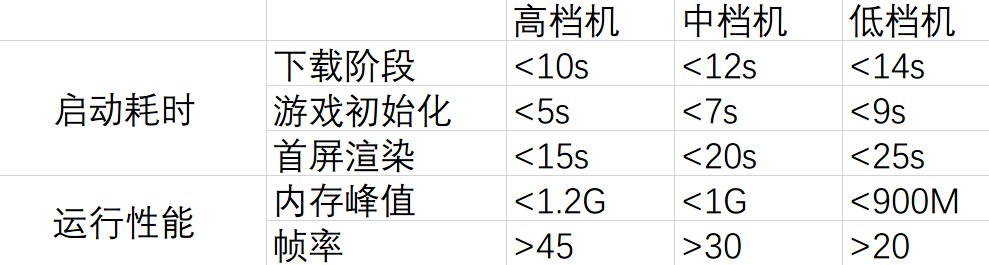 高档机 中档机 低档机
启动耗时 下载阶段 <10s <12s <14s
游戏初始化 <5s <7s <9s
首屏渲染 <15s <20s <25s
运行性能 内存峰值 <1.2G <1G <900M
帧率 >45 >30 >20